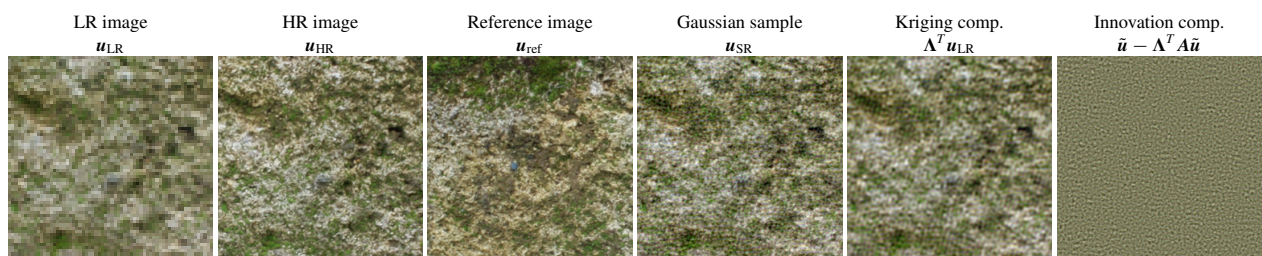 LR image HR image Reference image Gaussian sample Kriging comp. Innovation comp.
u_LR u_HR u_ref u_SR Λ^T u_LR ũ − Λ^T Aũ